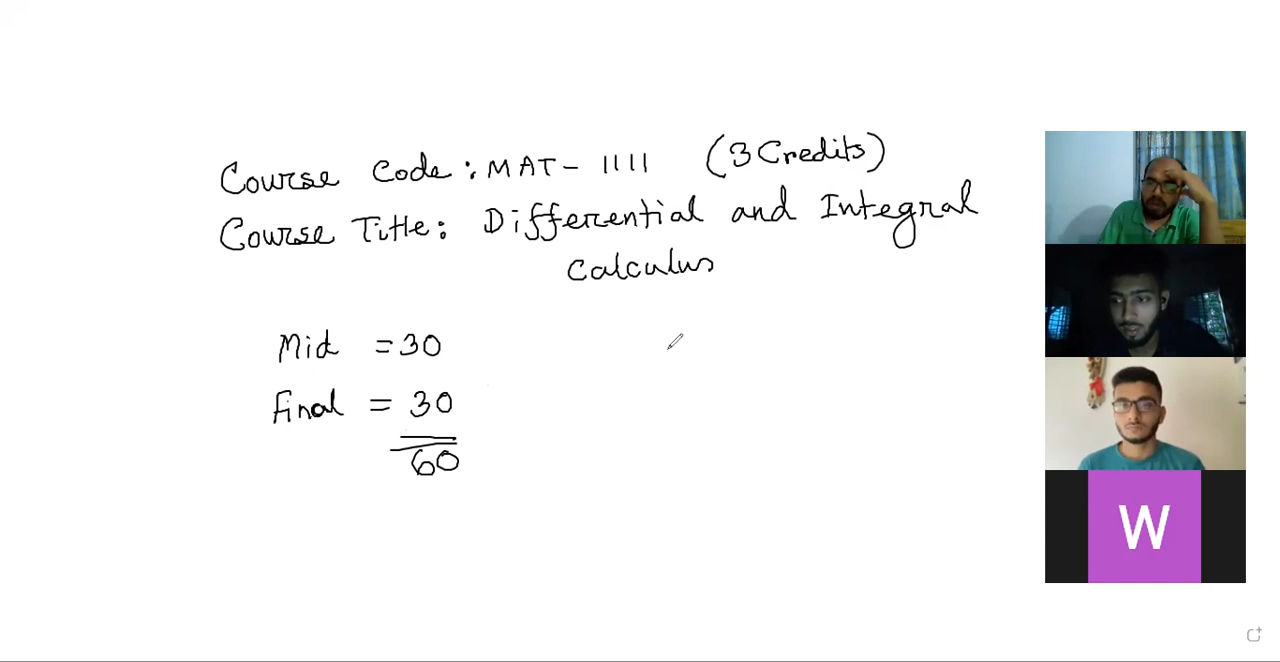 Course Code: MAT- 1111 (3 Credits)
Course Title: Differential and Integral
Calculus
Mid = 30
Final = 30
60
W